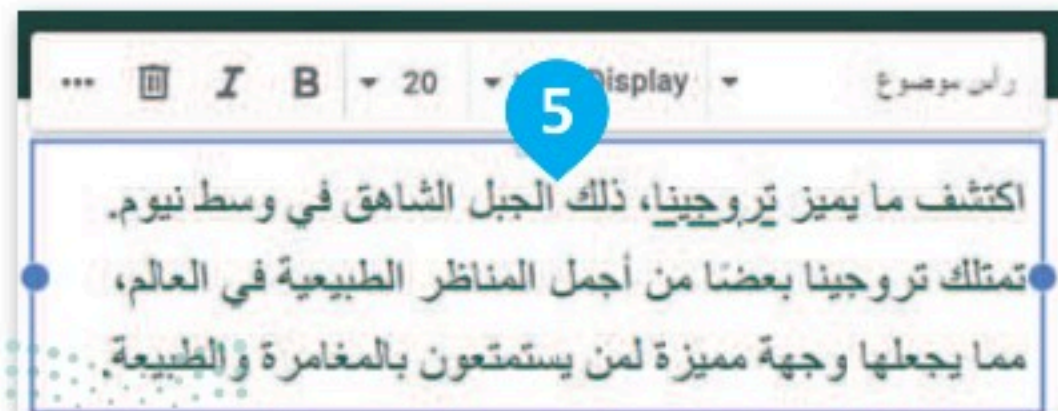 رأس موضوع Display 20 B I
5
اكتشف ما يميز تروجينا، ذلك الجبل الشاهق في وسط نيوم.
تمتلك تروجينا بعضًا من أجمل المناظر الطبيعية في العالم،
مما يجعلها وجهة مميزة لمن يستمتعون بالمغامرة والطبيعة.